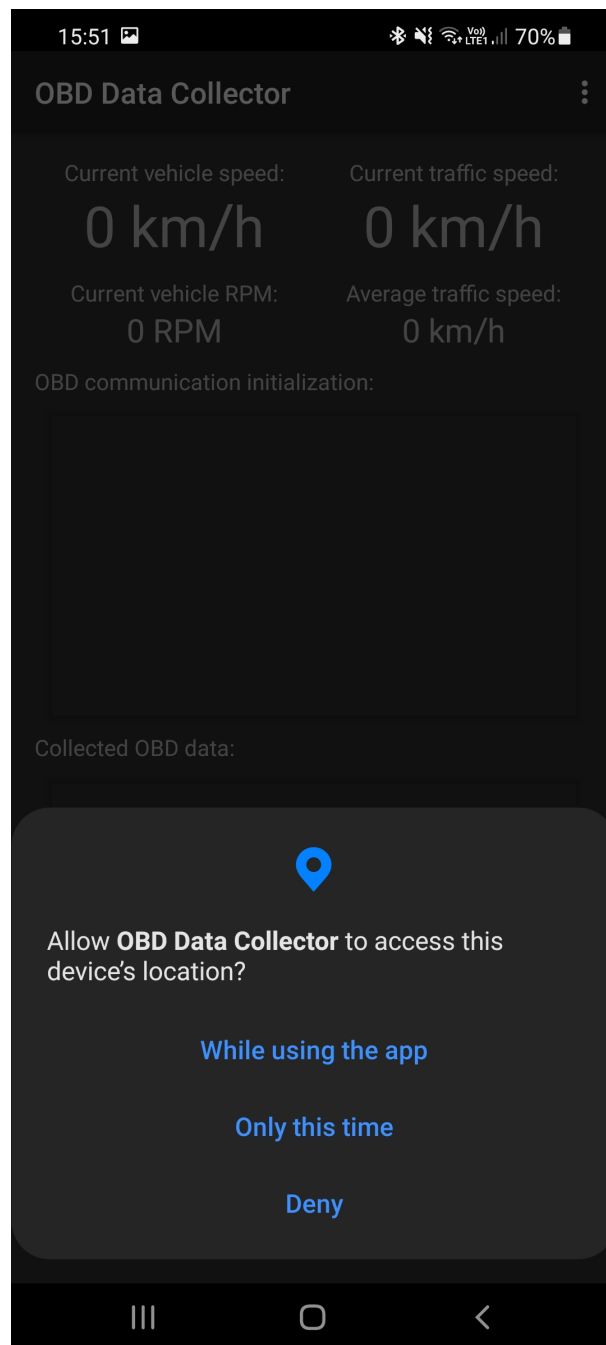 15:51 70%
Vo))
LTE1
OBD Data Collector
Current vehicle speed: Current traffic speed:
0 km/h 0 km/h
Current vehicle RPM: Average traffic speed:
0 RPM 0 km/h
OBD communication initialization:
Collected OBD data:
Allow OBD Data Collector to access this
device's location?
While using the app
Only this time
Deny